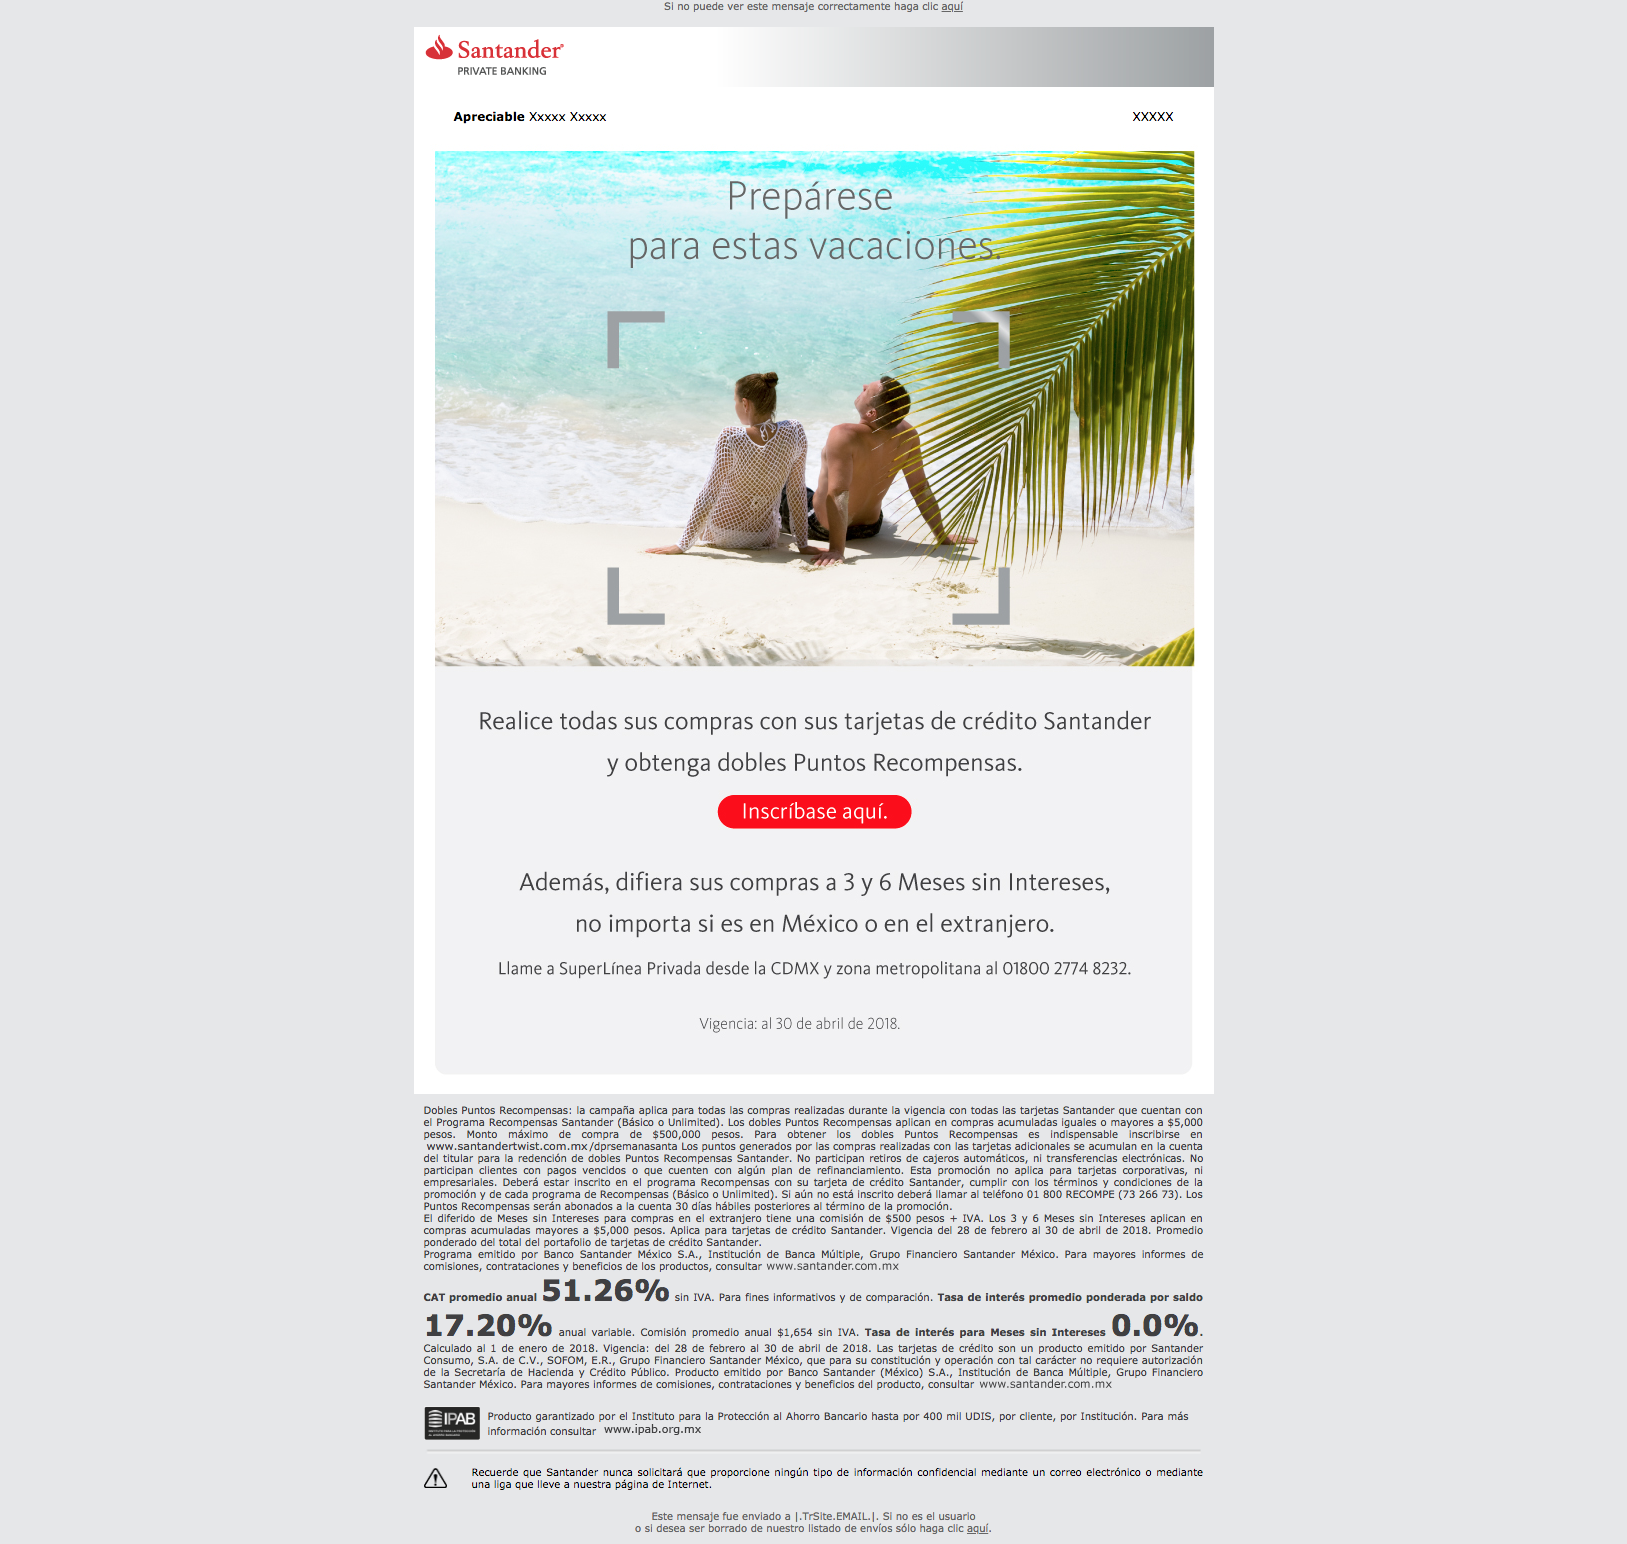 Si no puede ver este mensaje correctamente haga clic aquí
Santander
PRIVATE BANKING
Apreciable Xxxxx Xxxxx
XXXXX
Prepárese
para estas vacaciones.
Realice todas sus compras con sus tarjetas de crédito Santander
y obtenga dobles Puntos Recompensas.
Inscríbase aquí.
Además, difiera sus compras a 3 y 6 Meses sin Intereses,
no importa si es en México o en el extranjero.
Llame a SuperLínea Privada desde la CDMX y zona metropolitana al 01800 2774 8232.
Vigencia: al 30 de abril de 2018.
Dobles Puntos Recompensas: la campaña aplica para todas las compras realizadas durante la vigencia con todas las tarjetas Santander que cuentan con
el Programa Recompensas Santander (Básico o Unlimited). Los dobles Puntos Recompensas aplican en compras acumuladas iguales o mayores a $5,000
pesos. Monto máximo de compra de $500,000 pesos. Para obtener los dobles Puntos Recompensas es indispensable inscribirse en
www.santandertwist.com.mx/dprsemanasanta Los puntos generados por las compras realizadas con las tarjetas adicionales se acumulan en la cuenta
del titular para la redención de dobles Puntos Recompensas Santander. No participan retiros de cajeros automáticos, ni transferencias electrónicas. No
participan clientes con pagos vencidos o que cuenten con algún plan de refinanciamiento. Esta promoción no aplica para tarjetas corporativas, ni
empresariales. Deberá estar inscrito en el programa Recompensas con su tarjeta de crédito Santander, cumplir con los términos y condiciones de la
promoción y de cada programa de Recompensas (Básico o Unlimited). Si aún no está inscrito deberá llamar al teléfono 01 800 RECOMPE (73 266 73). Los
Puntos Recompensas serán abonados a la cuenta 30 días hábiles posteriores al término de la promoción.
El diferido de Meses sin Intereses para compras en el extranjero tiene una comisión de $500 pesos + IVA. Los 3 y 6 Meses sin Intereses aplican en
compras acumuladas mayores a $5,000 pesos. Aplica para tarjetas de crédito Santander. Vigencia del 28 de febrero al 30 de abril de 2018. Promedio
ponderado del total del portafolio de tarjetas de crédito Santander.
Programa emitido por Banco Santander México S.A., Institución de Banca Múltiple, Grupo Financiero Santander México. Para mayores informes de
comisiones, contrataciones y beneficios de los productos, consultar www.santander.com.mx
CAT promedio anual 51.26% sin IVA. Para fines informativos y de comparación. Tasa de interés promedio ponderada por saldo
17.20% anual variable. Comisión promedio anual $1,654 sin IVA. Tasa de interés para Meses sin Intereses 0.0%.
Calculado al 1 de enero de 2018. Vigencia: del 28 de febrero al 30 de abril de 2018. Las tarjetas de crédito son un producto emitido por Santander
Consumo, S.A. de C.V., SOFOM, E.R., Grupo Financiero Santander México, que para su constitución y operación con tal carácter no requiere autorización
de la Secretaría de Hacienda y Crédito Público. Producto emitido por Banco Santander (México) S.A., Institución de Banca Múltiple, Grupo Financiero
Santander México. Para mayores informes de comisiones, contrataciones y beneficios del producto, consultar www.santander.com.mx
IPAB
Producto garantizado por el Instituto para la Protección al Ahorro Bancario hasta por 400 mil UDIS, por cliente, por Institución. Para más
información consultar www.ipab.org.mx
Recuerde que Santander nunca solicitará que proporcione ningún tipo de información confidencial mediante un correo electrónico o mediante
una liga que lleve a nuestra página de Internet.
Este mensaje fue enviado a |.TrSite.EMAIL.|. Si no es el usuario
o si desea ser borrado de nuestro listado de envíos sólo haga clic aquí.